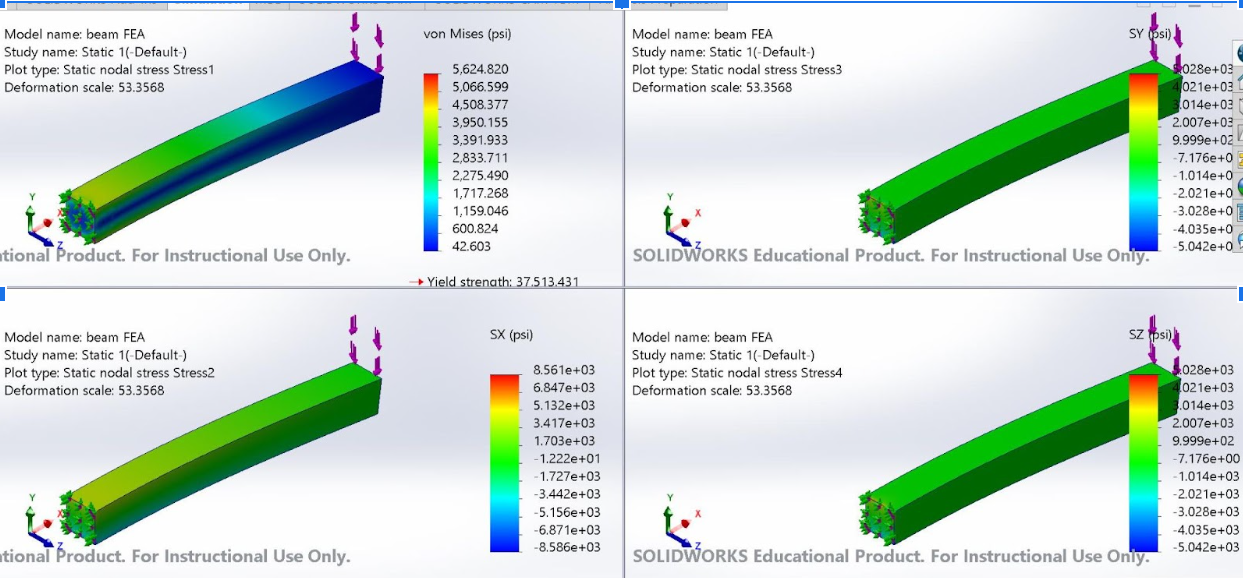 Model name: beam FEA
Study name: Static 1(-Default-)
Plot type: Static nodal stress Stress1
Deformation scale: 53.3568
von Mises (psi)
5,624.820
5,066.599
4,508.377
3,950.155
3,391.933
2,833.711
2,275.490
1,717.268
1,159.046
600.824
42.603
Yield strength: 37,513.431
Y
X
Z
ational Product. For Instructional Use Only.
Model name: beam FEA
Study name: Static 1(-Default-)
Plot type: Static nodal stress Stress3
Deformation scale: 53.3568
SY (psi)
5.028e+03
4.021e+03
3.014e+03
2.007e+03
9.999e+02
-7.176e+0
-1.014e+0
-2.021e+0
-3.028e+0
-4.035e+0
-5.042e+0
Y
X
Z
SOLIDWORKS Educational Product. For Instructional Use Only.
Model name: beam FEA
Study name: Static 1(-Default-)
Plot type: Static nodal stress Stress2
Deformation scale: 53.3568
SX (psi)
8.561e+03
6.847e+03
5.132e+03
3.417e+03
1.703e+03
-1.222e+01
-1.727e+03
-3.442e+03
-5.156e+03
-6.871e+03
-8.586e+03
Y
X
Z
ational Product. For Instructional Use Only.
Model name: beam FEA
Study name: Static 1(-Default-)
Plot type: Static nodal stress Stress4
Deformation scale: 53.3568
SZ (psi)
5.028e+03
4.021e+03
3.014e+03
2.007e+03
9.999e+02
-7.176e+00
-1.014e+03
-2.021e+03
-3.028e+03
-4.035e+03
-5.042e+03
Y
X
Z
SOLIDWORKS Educational Product. For Instructional Use Only.